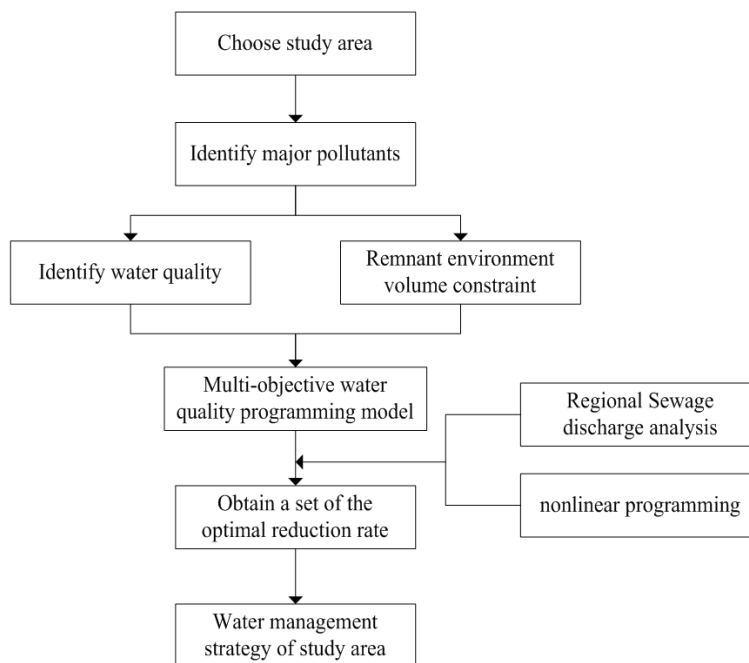 Choose study area
Identify major pollutants
Identify water quality
Remnant environment
volume constraint
Multi-objective water
quality programming model
Regional Sewage
discharge analysis
nonlinear programming
Obtain a set of the
optimal reduction rate
Water management
strategy of study area